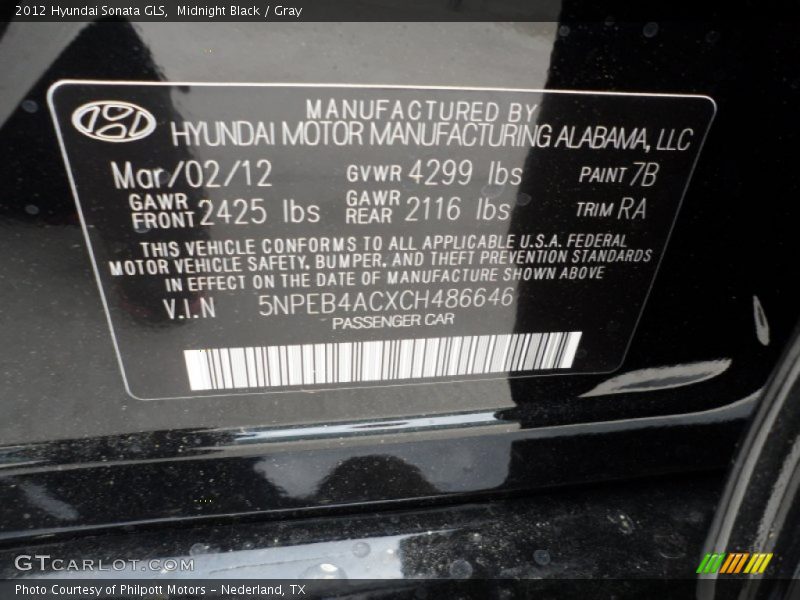 2012 Hyundai Sonata GLS, Midnight Black / Gray
MANUFACTURED BY
HYUNDAI MOTOR MANUFACTURING ALABAMA, LLC
Mar/02/12 GVWR 4299 lbs PAINT 7B
GAWR FRONT 2425 lbs GAWR REAR 2116 lbs TRIM RA
THIS VEHICLE CONFORMS TO ALL APPLICABLE U.S.A. FEDERAL
MOTOR VEHICLE SAFETY, BUMPER, AND THEFT PREVENTION STANDARDS
IN EFFECT ON THE DATE OF MANUFACTURE SHOWN ABOVE
V.I.N 5NPEB4ACXCH486646
PASSENGER CAR
GTCARLOT.COM
Photo Courtesy of Philpott Motors – Nederland, TX